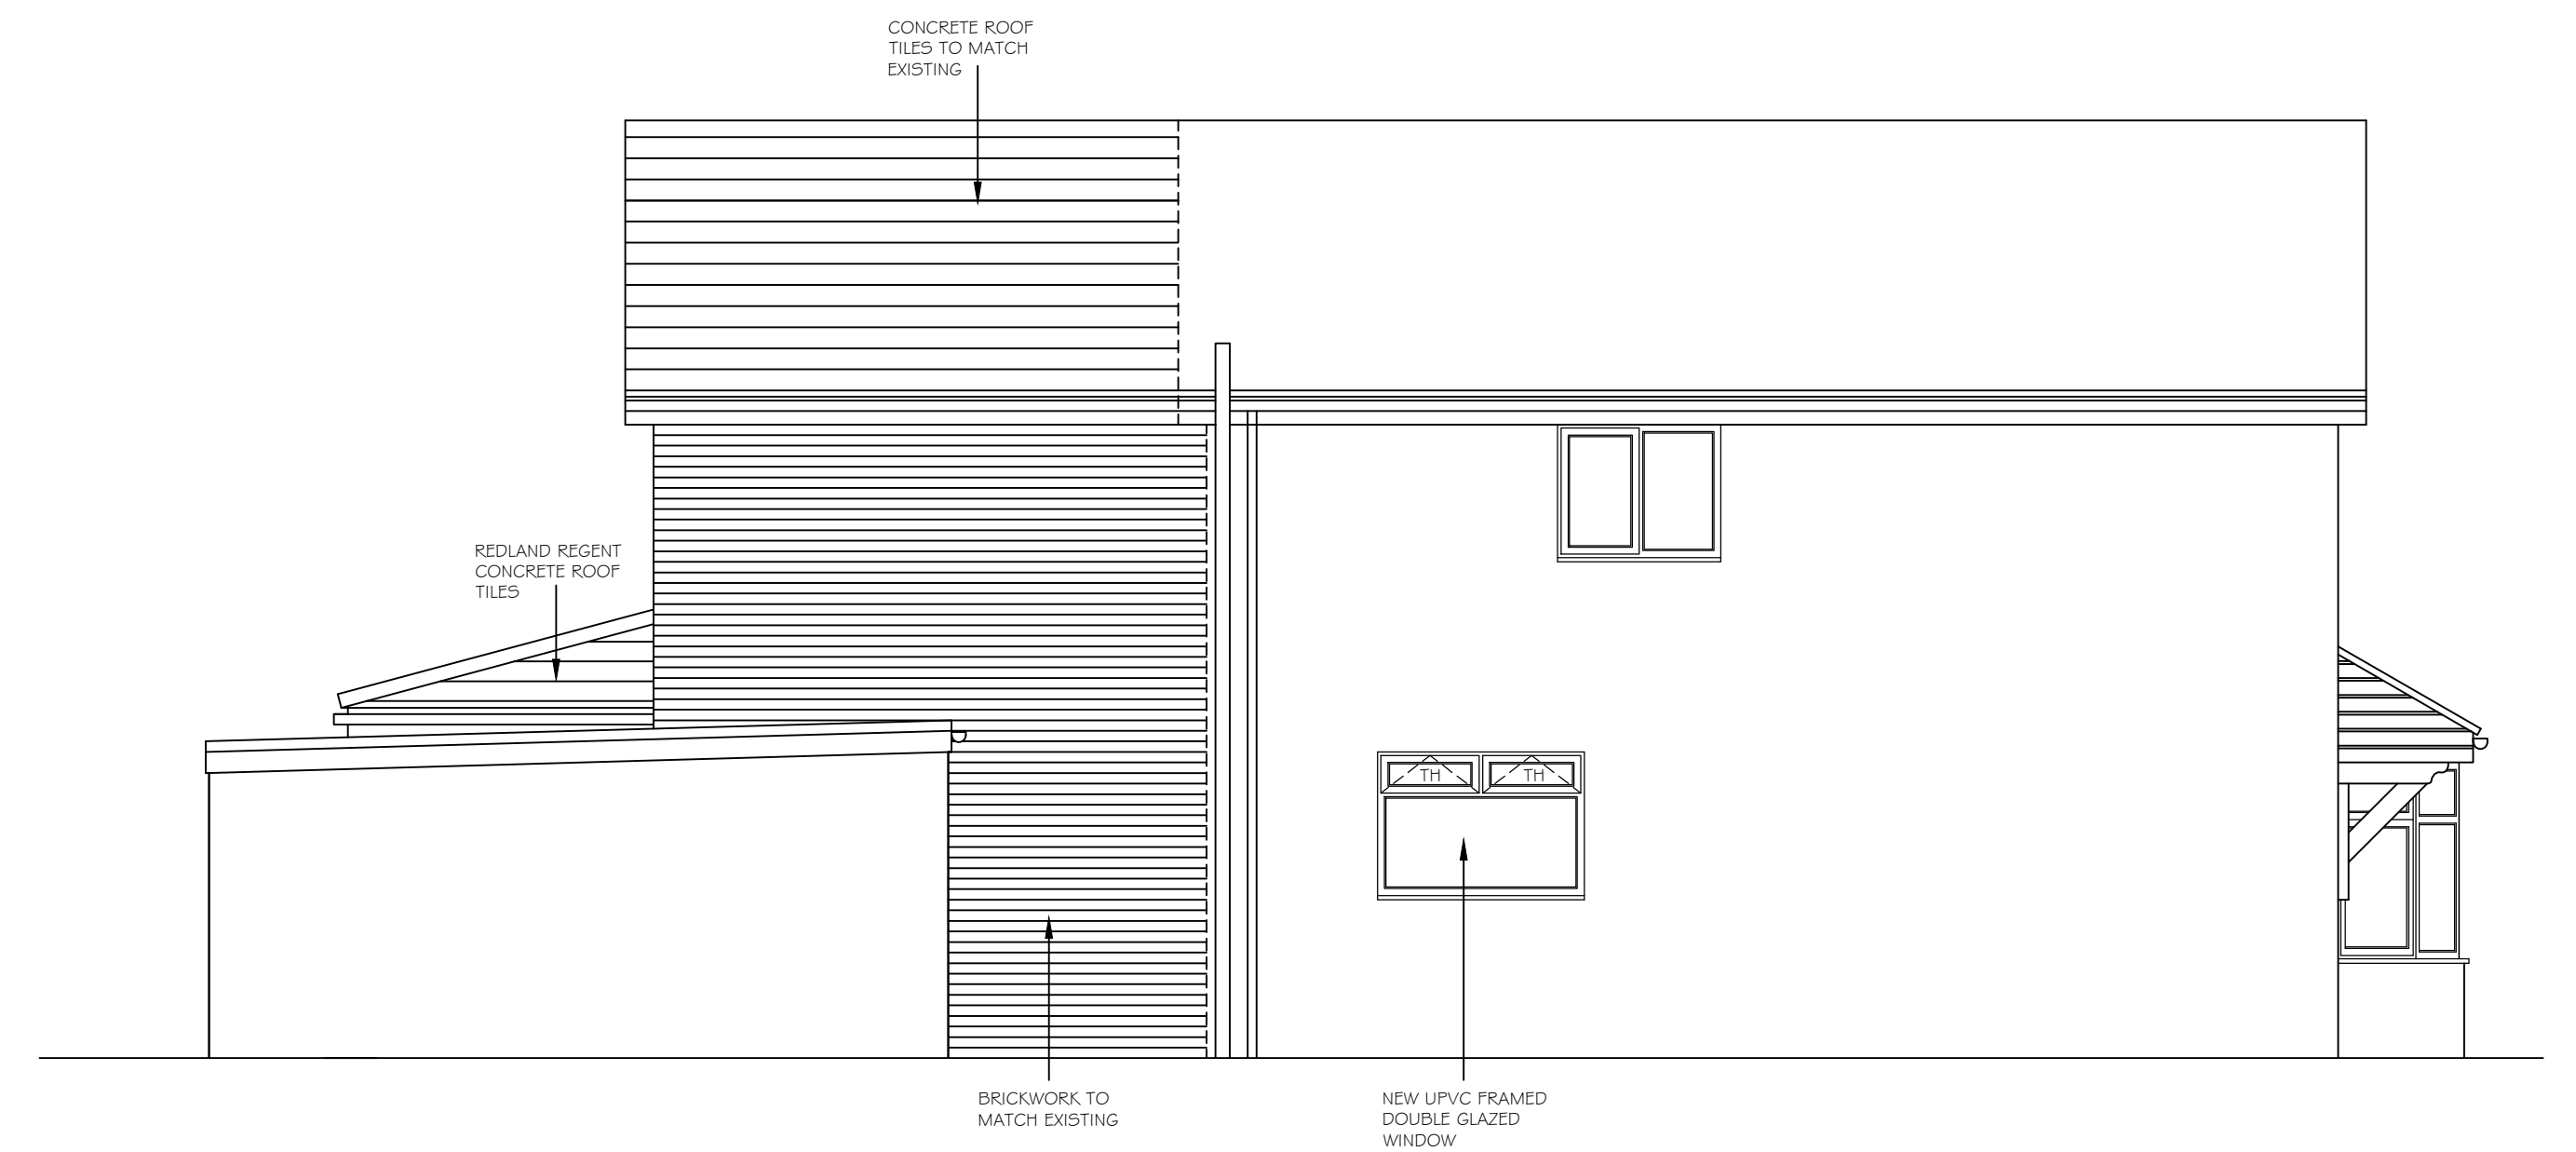 CONCRETE ROOF
TILES TO MATCH
EXISTING
REDLAND REGENT
CONCRETE ROOF
TILES
TH TH
BRICKWORK TO
MATCH EXISTING
NEW UPVC FRAMED
DOUBLE GLAZED
WINDOW